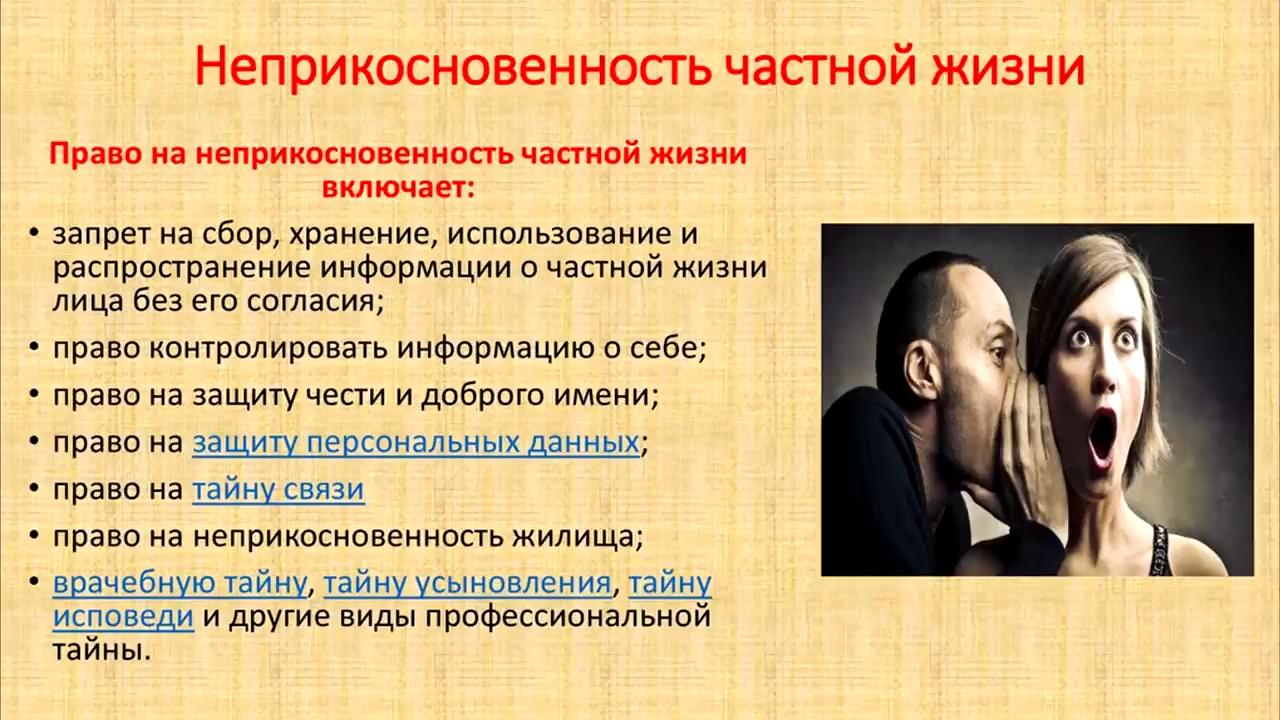 Неприкосновенность частной жизни
Право на неприкосновенность частной жизни
включает:
• запрет на сбор, хранение, использование и
распространение информации о частной жизни
лица без его согласия;
• право контролировать информацию о себе;
• право на защиту чести и доброго имени;
• право на защиту персональных данных;
• право на тайну связи
• право на неприкосновенность жилища;
• врачебную тайну, тайну усыновления, тайну
исповеди и другие виды профессиональной
тайны.